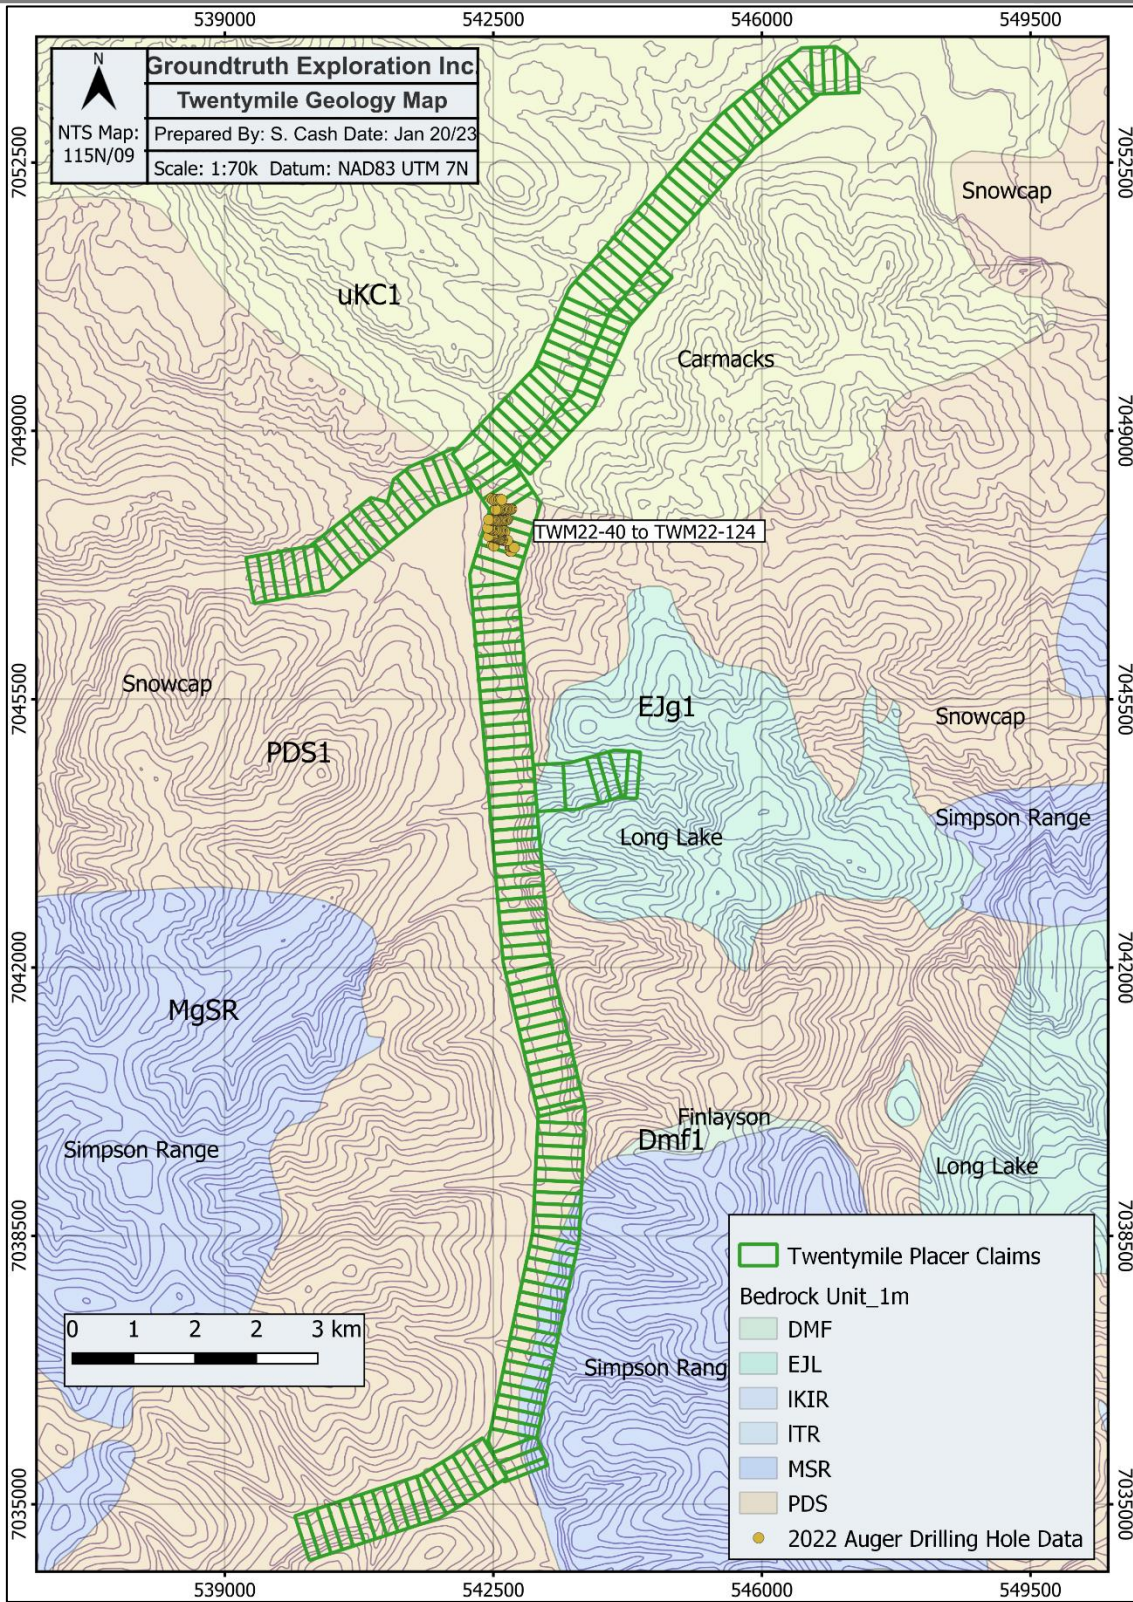 539000 542500 546000 549500
N
NTS Map:
115N/09
Groundtruth Exploration Inc.
Twentymile Geology Map
Prepared By: S. Cash Date: Jan 20/23
Scale: 1:70k Datum: NAD83 UTM 7N
7052500 7052500
Snowcap
uKC1
Carmacks
7049000 7049000
TWM22-40 to TWM22-124
Snowcap
7045500 7045500
EJg1
Snowcap
PDS1
Simpson Range
Long Lake
7042000 7042000
MgSR
Finlayson
Dmf1
Simpson Range
Long Lake
7038500 7038500
Twentymile Placer Claims
Bedrock Unit_1m
DMF
EJL
lKIR
lTR
MSR
PDS
2022 Auger Drilling Hole Data
0 1 2 2 3 km
Simpson Rang
7035000 7035000
539000 542500 546000 549500